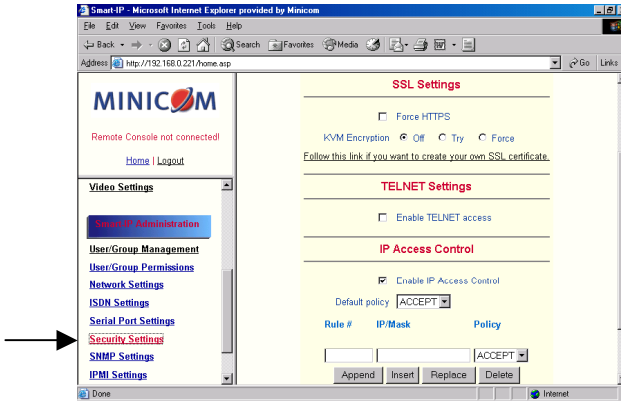 Smart-IP - Microsoft Internet Explorer provided by Minicom
File Edit View Favorites Tools Help
Back Search Favorites Media
Address http://192.168.0.221/home.asp Go Links
MINICOM
Remote Console not connected!
Home | Logout
Video Settings
Smart-IP Administration
User/Group Management
User/Group Permissions
Network Settings
ISDN Settings
Serial Port Settings
Security Settings
SNMP Settings
IPMI Settings
SSL Settings
Force HTTPS
KVM Encryption Off Try Force
Follow this link if you want to create your own SSL certificate.
TELNET Settings
Enable TELNET access
IP Access Control
Enable IP Access Control
Default policy ACCEPT
Rule # IP/Mask Policy
ACCEPT
Append Insert Replace Delete
Done Internet